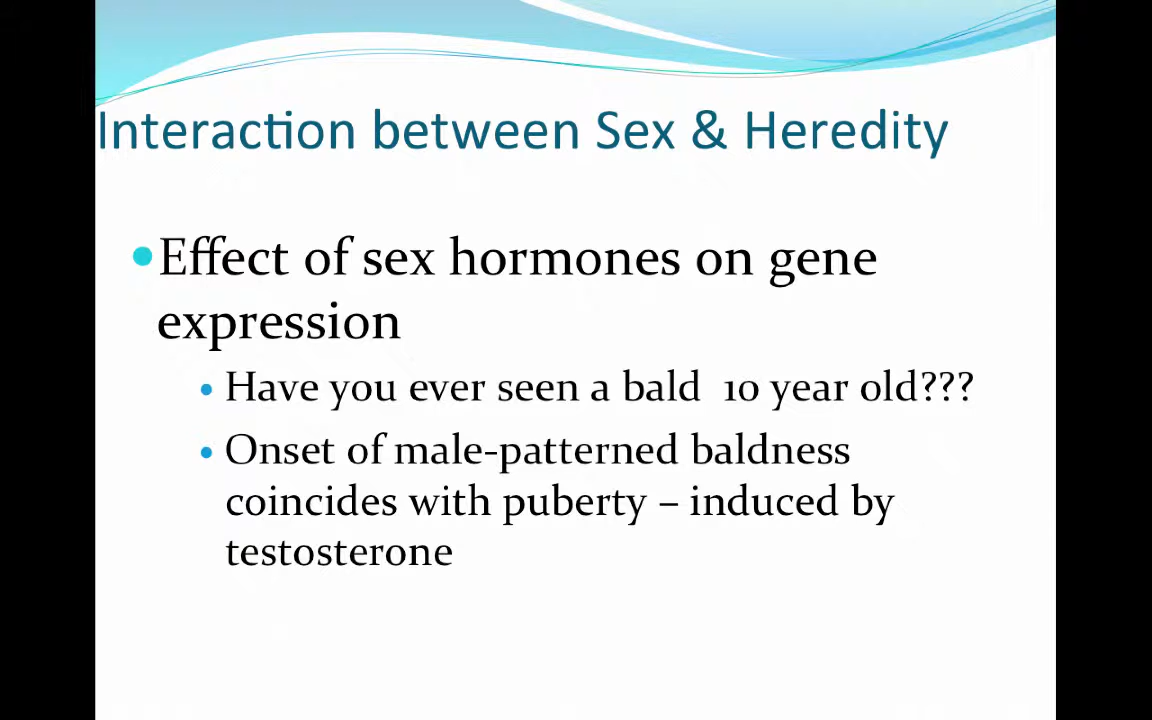 Interaction between Sex & Heredity
•Effect of sex hormones on gene
expression
• Have you ever seen a bald  10 year old???
• Onset of male-patterned baldness
coincides with puberty – induced by
testosterone